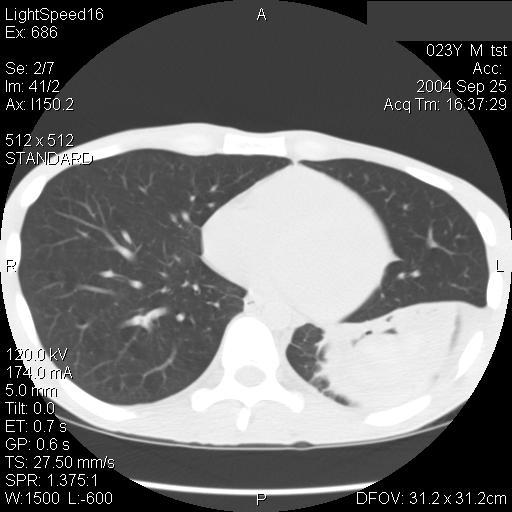 LightSpeed16
Ex: 686
Se: 2/7
Im: 41/2
Ax: I150.2
512 x 512
STANDARD
A
023Y M tst
Acc:
2004 Sep 25
Acq Tm: 16:37:29
R
L
120.0 kV
174.0 mA
5.0 mm
Tilt: 0.0
ET: 0.7 s
GP: 0.6 s
TS: 27.50 mm/s
SPR: 1.375:1
W:1500 L:-600
P
DFOV: 31.2 x 31.2cm